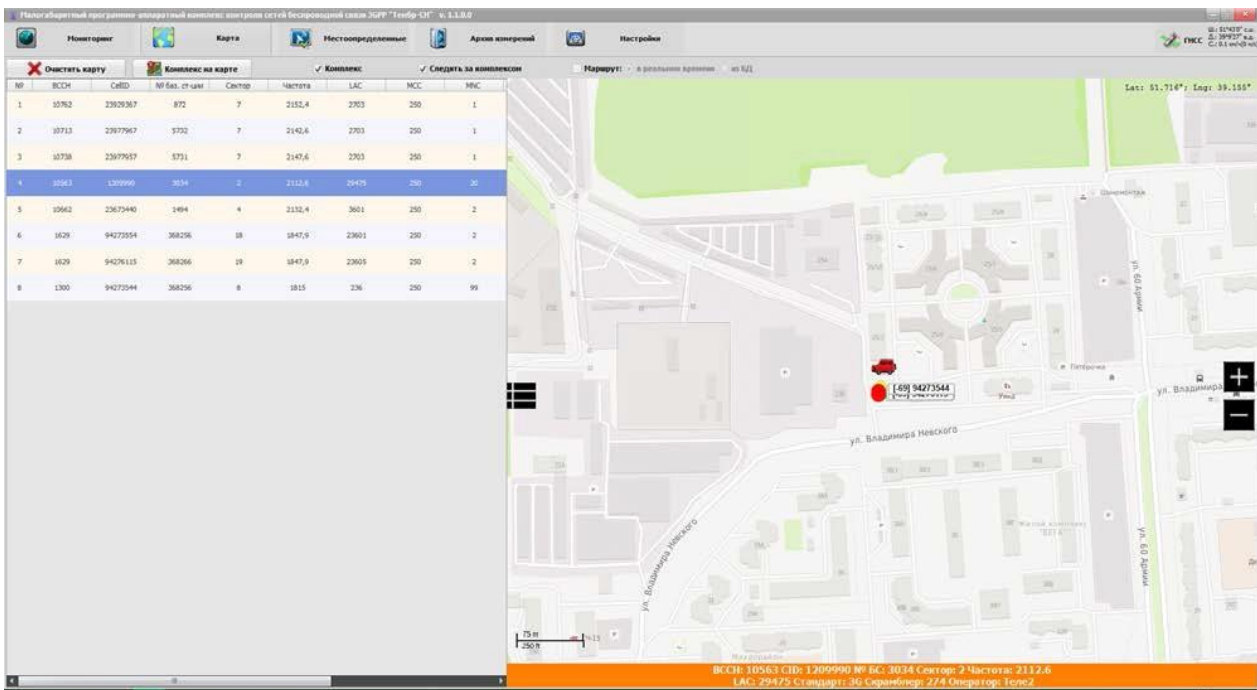 Малогабаритный программно-аппаратный комплекс контроля сетей беспроводной связи 3GPP "Тембр-СН" v. 1.1.0.0
Мониторинг Карта Местоопределенные Архив измерений Настройки ГНСС
Очистить карту Комплекс на карте ✓ Комплекс ✓ Следить за комплексом Маршрут: в реальном времени из БД
№ BCCH CellID № баз. ст-ции Сектор Частота LAC MCC MNC
1 10762 23929367 872 7 2152,4 2703 250 1
2 10713 23977967 5732 7 2142,6 2703 250 1
3 10738 23977957 5731 7 2147,6 2703 250 1
4 10563 1209990 3034 2 2112,6 29475 250 20
5 10662 23673440 1494 4 2132,4 3601 250 2
6 1629 94273554 368256 18 1847,9 23601 250 2
7 1629 94276115 368266 19 1847,9 23605 250 2
8 1300 94273544 368256 8 1815 236 250 99
Lat: 51.716°; Lng: 39.155°
Шиномонтаж
ул. 60 Армии
Пятёрочка
[-69] 94273544
ул. Владимира
ул. Владимира Невского
ул. Владимира Невского
ул. 60 Армии
75 m
250 ft
BCCH: 10563 CID: 1209990 № БС: 3034 Сектор: 2 Частота: 2112.6
LAC: 29475 Стандарт: 3G Скрамблер: 274 Оператор: Теле2